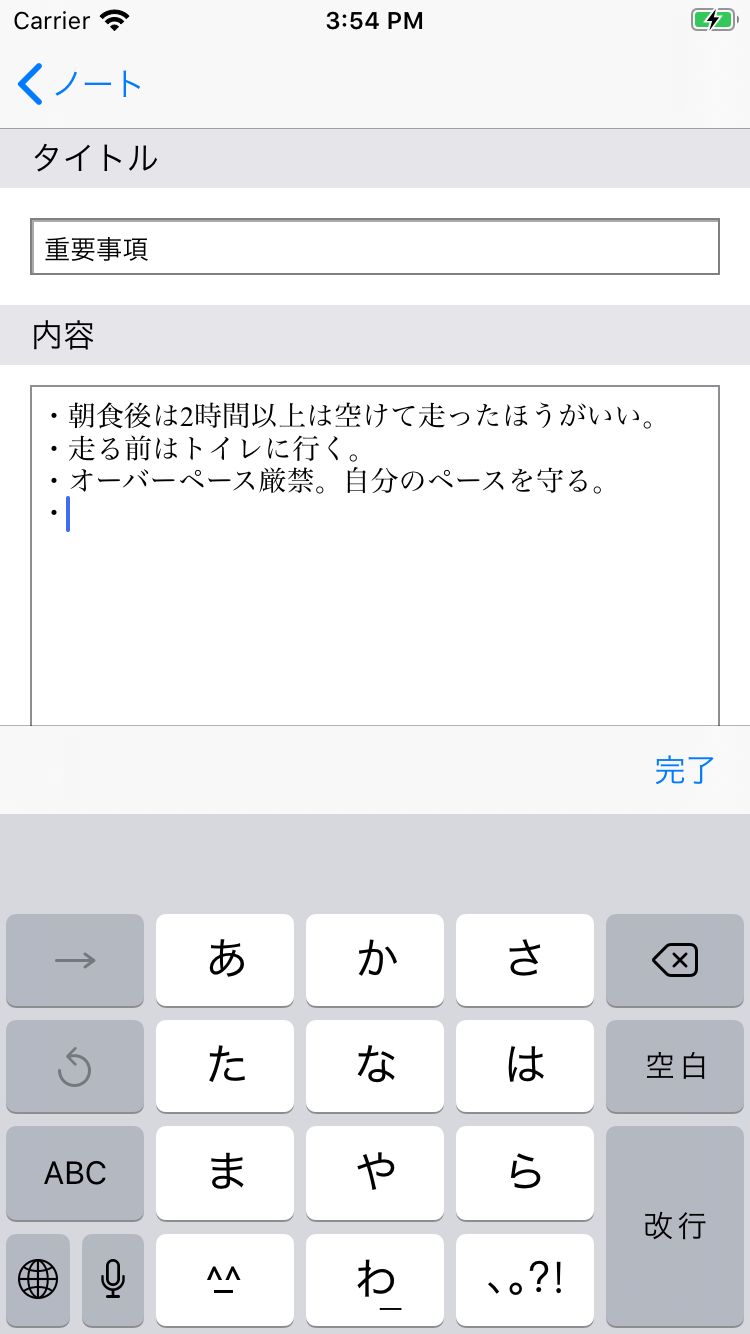 Carrier 3:54 PM
ノート
タイトル
重要事項
内容
・朝食後は2時間以上は空けて走ったほうがいい。
・走る前はトイレに行く。
・オーバーペース厳禁。自分のペースを守る。
・
完了
→ あ か さ
た な は 空白
ABC ま や ら 改行
^_^ わ_ 、。?!